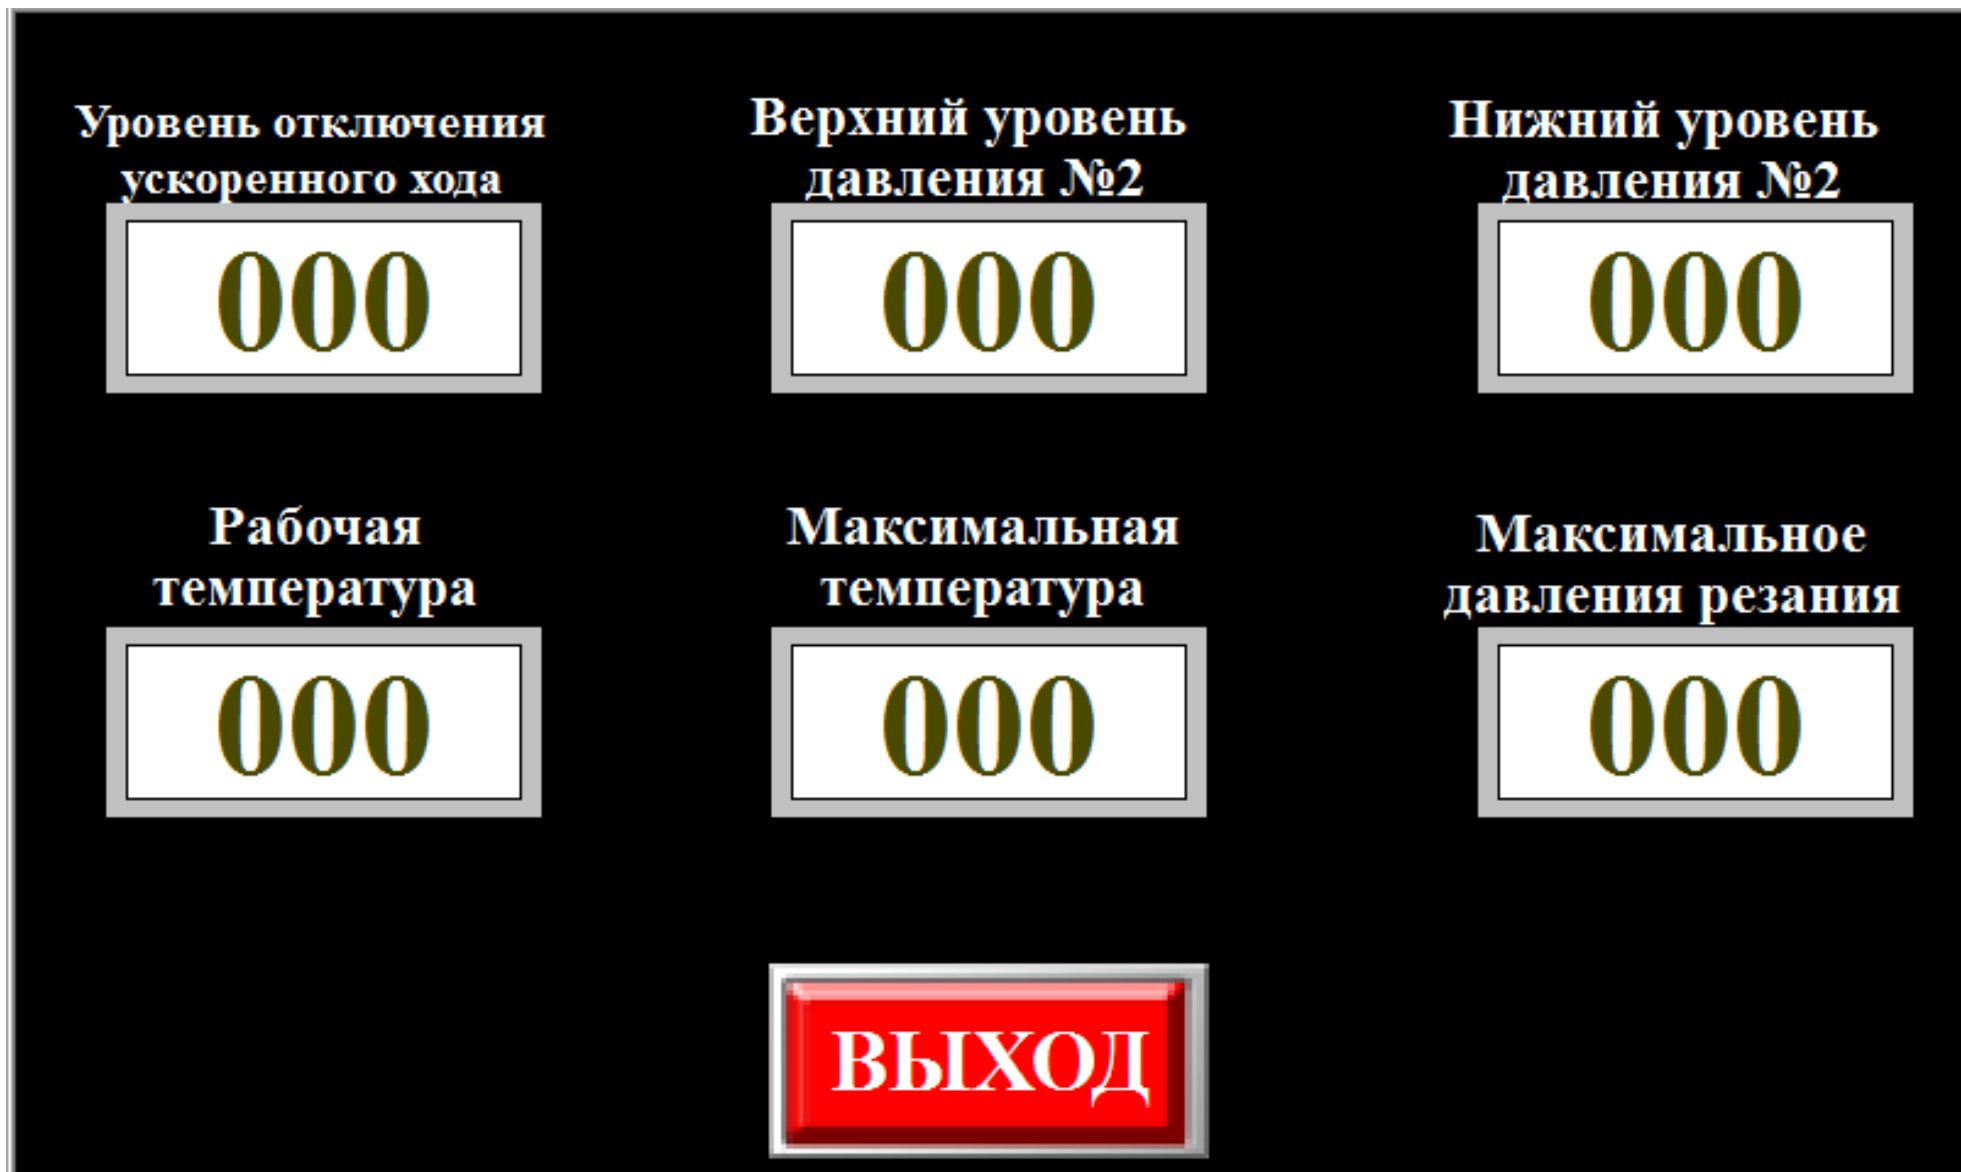 Уровень отключения
ускоренного хода
000
Верхний уровень
давления №2
000
Нижний уровень
давления №2
000
Рабочая
температура
000
Максимальная
температура
000
Максимальное
давления резания
000
ВЫХОД